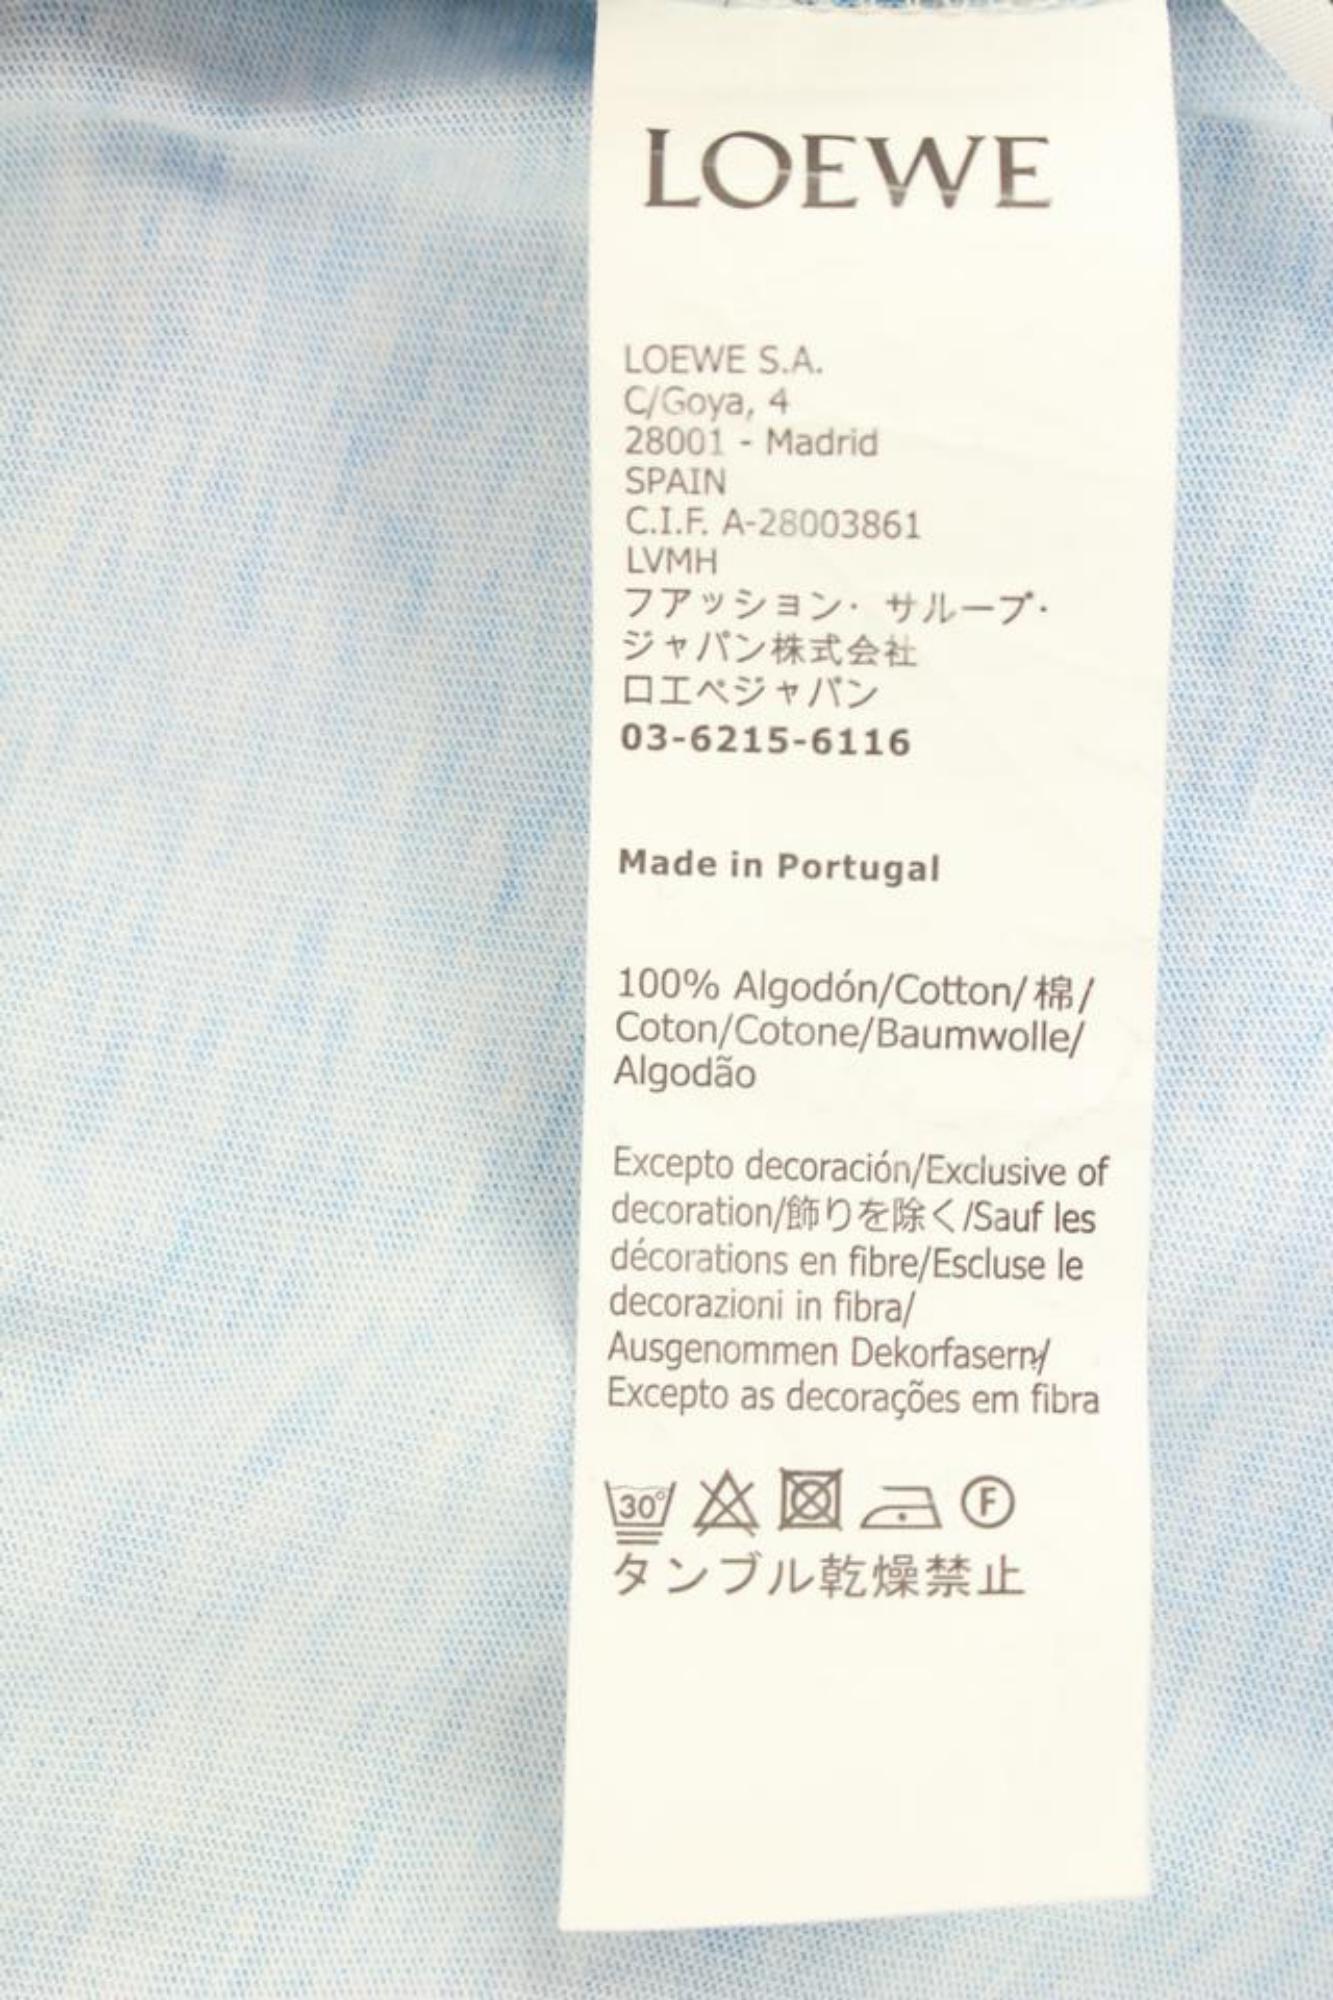 LOEWE
LOEWE S.A.
C/Goya, 4
28001 - Madrid
SPAIN
C.I.F. A-28003861
LVMH
フアッション・サループ・
ジャパン株式会社
ロエペジャパン
03-6215-6116
Made in Portugal
100% Algodón/Cotton/棉/
Coton/Cotone/Baumwolle/
Algodão
Excepto decoración/Exclusive of
decoration/飾りを除く/Sauf les
décorations en fibre/Escluse le
decorazioni in fibra/
Ausgenommen Dekorfasern/
Excepto as decorações em fibra
30° F
タンブル乾燥禁止